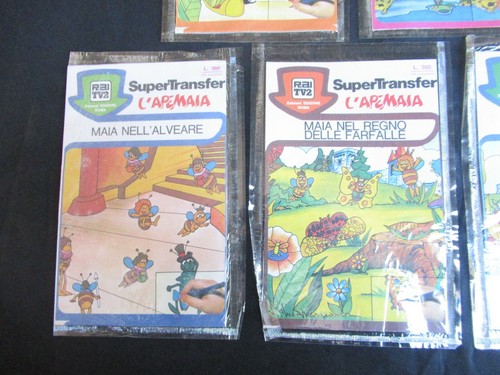 RAI
TV2
SuperTransfer
L'APEMAIA
MAIA NELL'ALVEARE
RAI
TV2
SuperTransfer
L'APEMAIA
MAIA NEL REGNO
DELLE FARFALLE